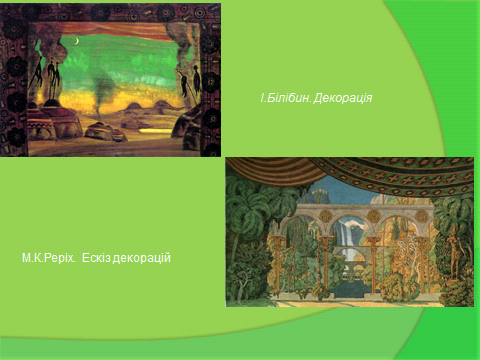 І.Білібин. Декорація
М.К.Реріх. Ескіз декорацій